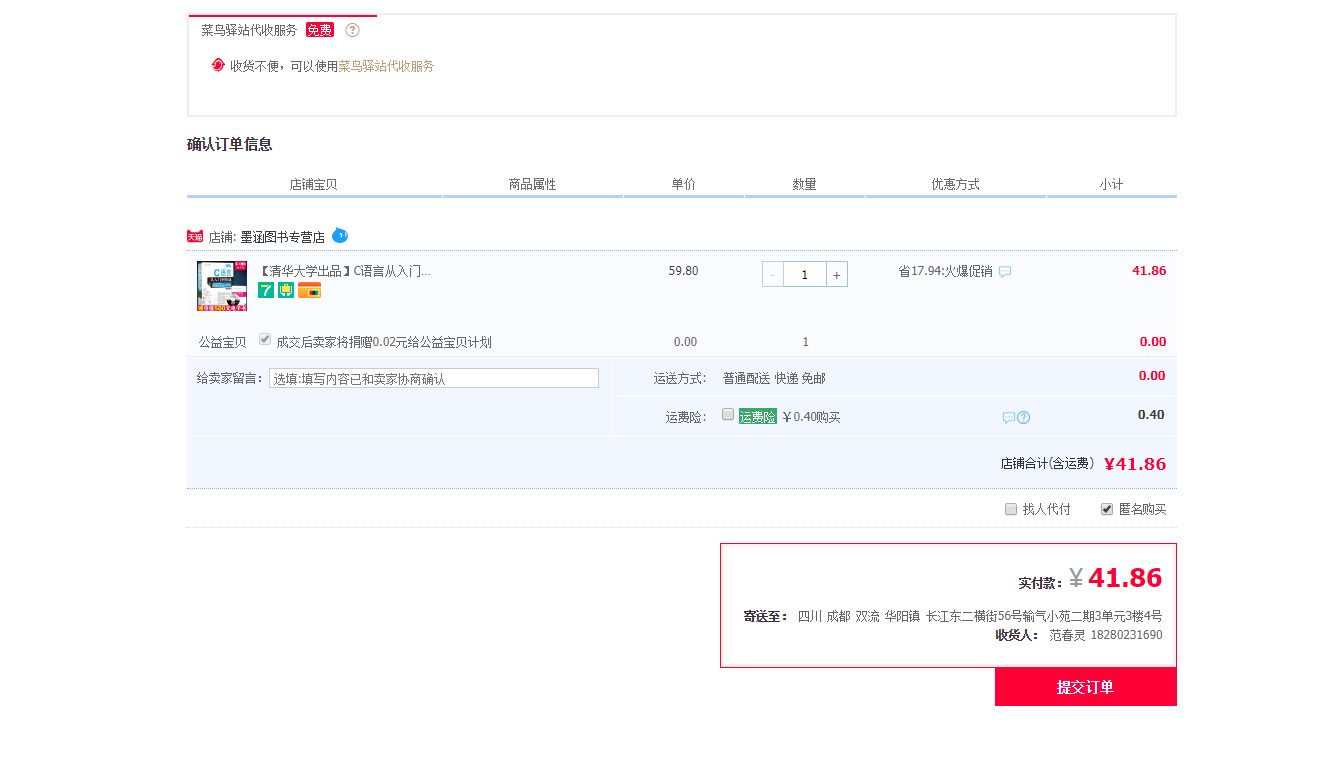 菜鸟驿站代收服务 免费 ?
收货不便，可以使用菜鸟驿站代收服务
确认订单信息
店铺宝贝 商品属性 单价 数量 优惠方式 小计
天猫 店铺: 墨涵图书专营店
【清华大学出品】C语言从入门... 59.80 - 1 + 省17.94:火爆促销 41.86
7
公益宝贝 成交后卖家将捐赠0.02元给公益宝贝计划 0.00 1 0.00
给卖家留言： 选填:填写内容已和卖家协商确认 运送方式: 普通配送 快递 免邮 0.00
运费险: 运费险 ￥0.40购买 ? 0.40
店铺合计(含运费) ¥41.86
找人代付 匿名购买
实付款： ¥ 41.86
寄送至： 四川 成都 双流 华阳镇 长江东二横街56号输气小苑二期3单元3楼4号
收货人： 范春灵 18280231690
提交订单